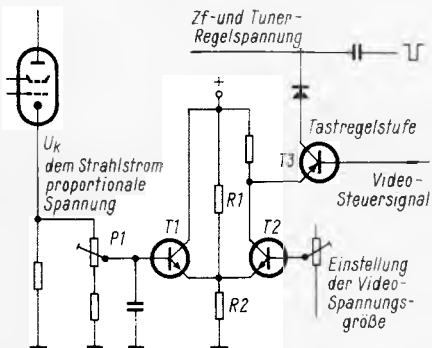 Zf-und Tuner-
Regelspannung
+
Tastregelstufe
T3
Video-
Steuersignal
U_K
dem Strahlstrom
proportionale
Spannung
P1
T1
R1
T2
R2
Einstellung
der Video-
Spannungs-
größe